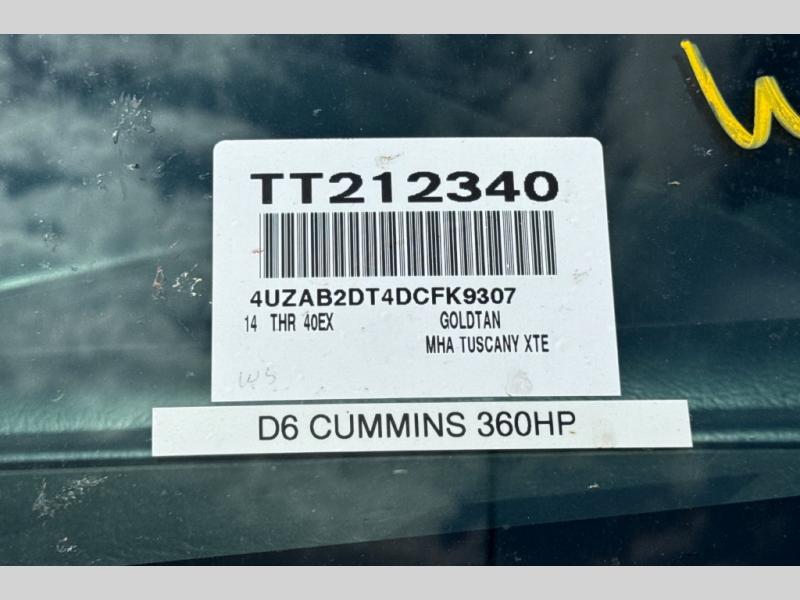 TT212340
4UZAB2DT4DCFK9307
14 THR 40EX GOLDTAN
MHA TUSCANY XTE
D6 CUMMINS 360HP